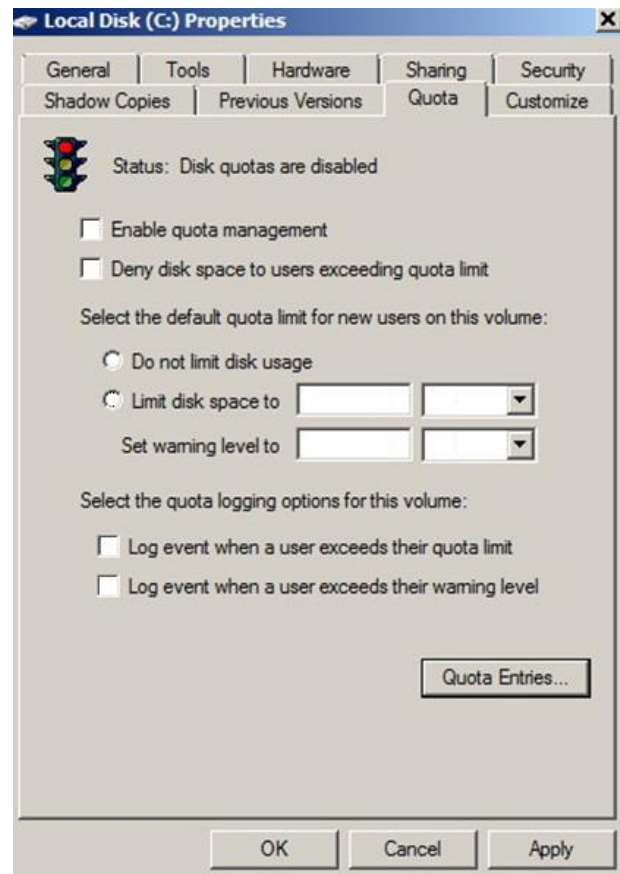 Local Disk (C:) Properties
General Tools Hardware Sharing Security
Shadow Copies Previous Versions Quota Customize
Status: Disk quotas are disabled
Enable quota management
Deny disk space to users exceeding quota limit
Select the default quota limit for new users on this volume:
Do not limit disk usage
Limit disk space to
Set warning level to
Select the quota logging options for this volume:
Log event when a user exceeds their quota limit
Log event when a user exceeds their warning level
Quota Entries...
OK Cancel Apply